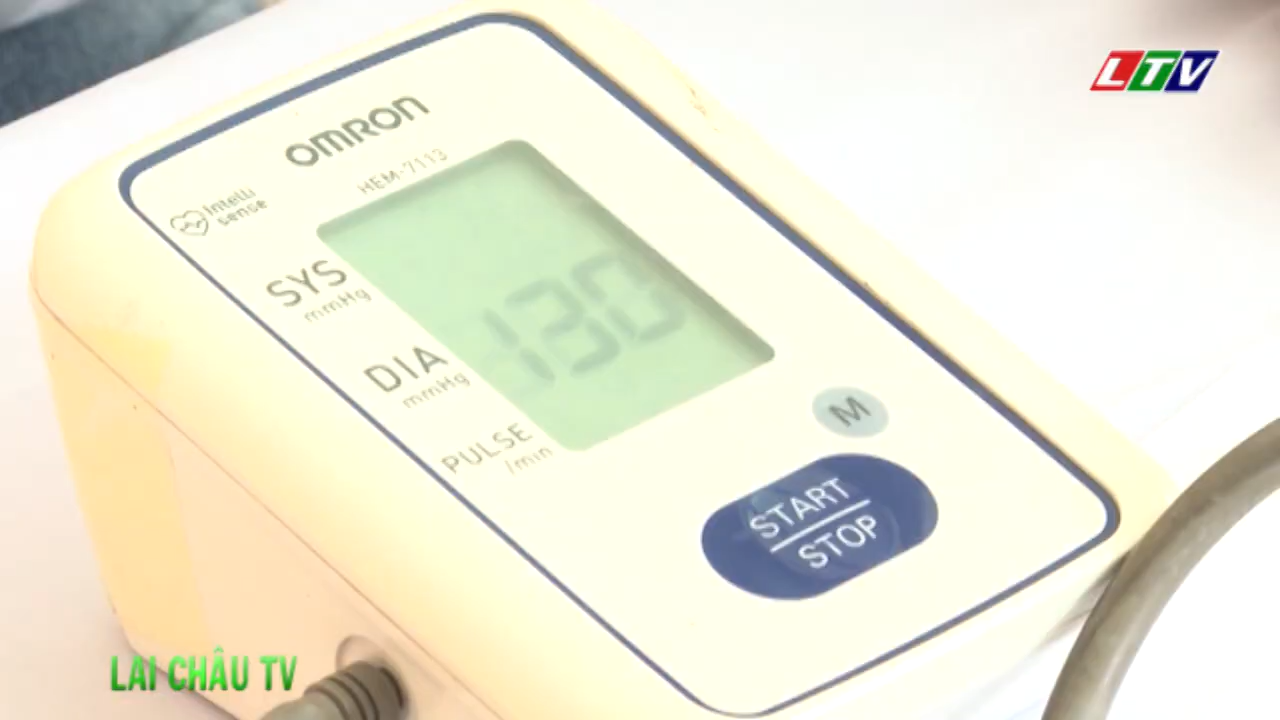 LTV
OMRON
HEM-7113
intelli
sense
SYS
mmHg
130
DIA
mmHg
PULSE
/min
M
START
STOP
LAI CHÂU TV